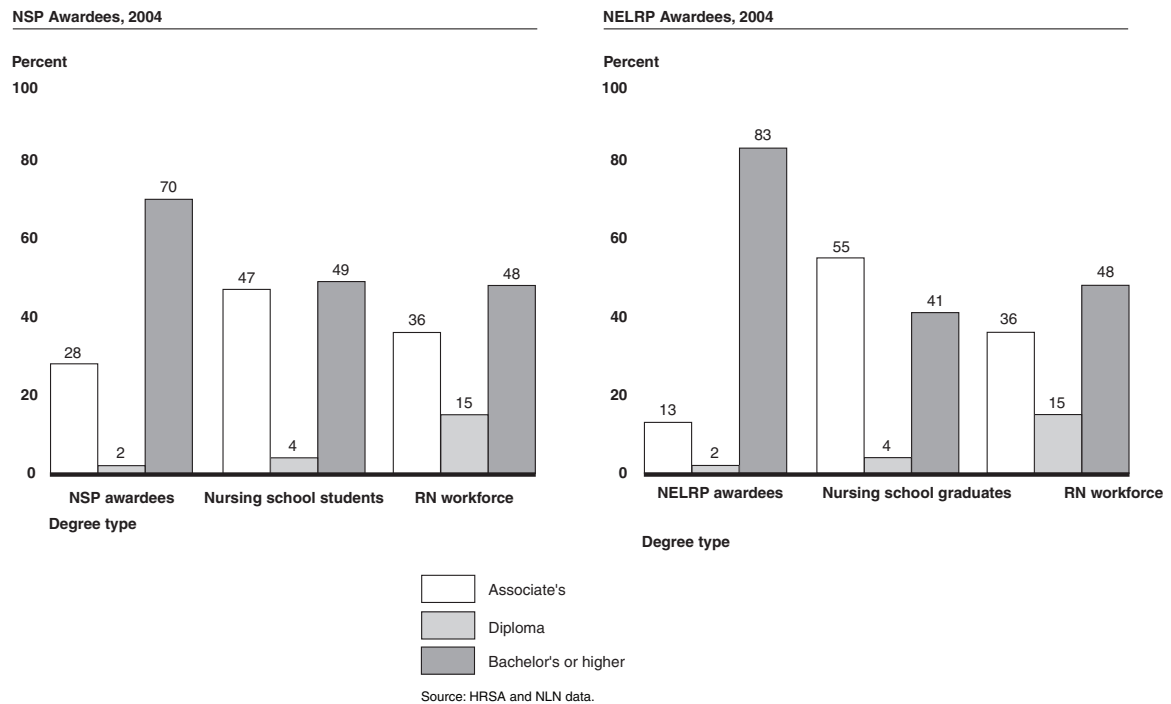 NSP Awardees, 2004
Percent
100
80
60
40
20
0
28
2
70
47
4
49
36
15
48
NSP awardees
Nursing school students
RN workforce
Degree type
NELRP Awardees, 2004
Percent
100
80
60
40
20
0
13
2
83
55
4
41
36
15
48
NELRP awardees
Nursing school graduates
RN workforce
Degree type
Associate's
Diploma
Bachelor's or higher
Source: HRSA and NLN data.